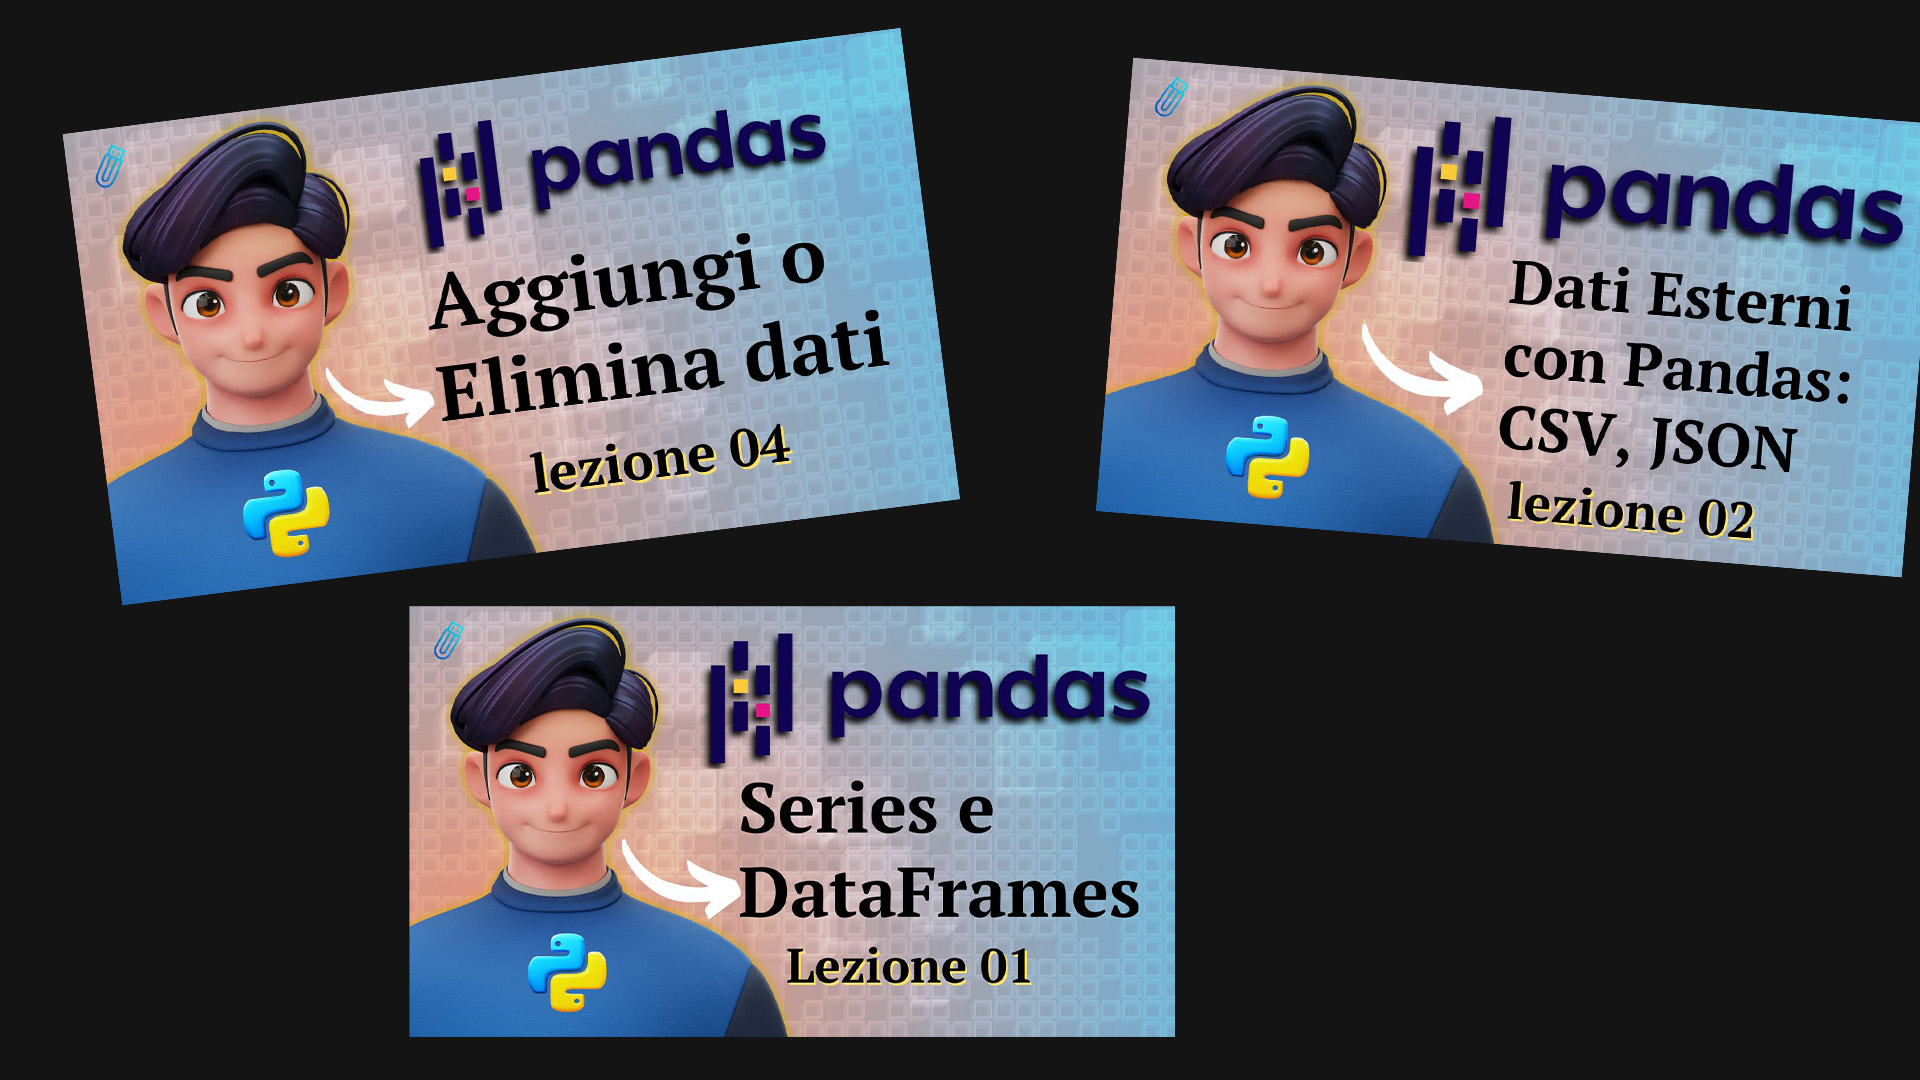 pandas
Aggiungi o
Elimina dati
lezione 04
pandas
Dati Esterni
con Pandas:
CSV, JSON
lezione 02
pandas
Series e
DataFrames
Lezione 01